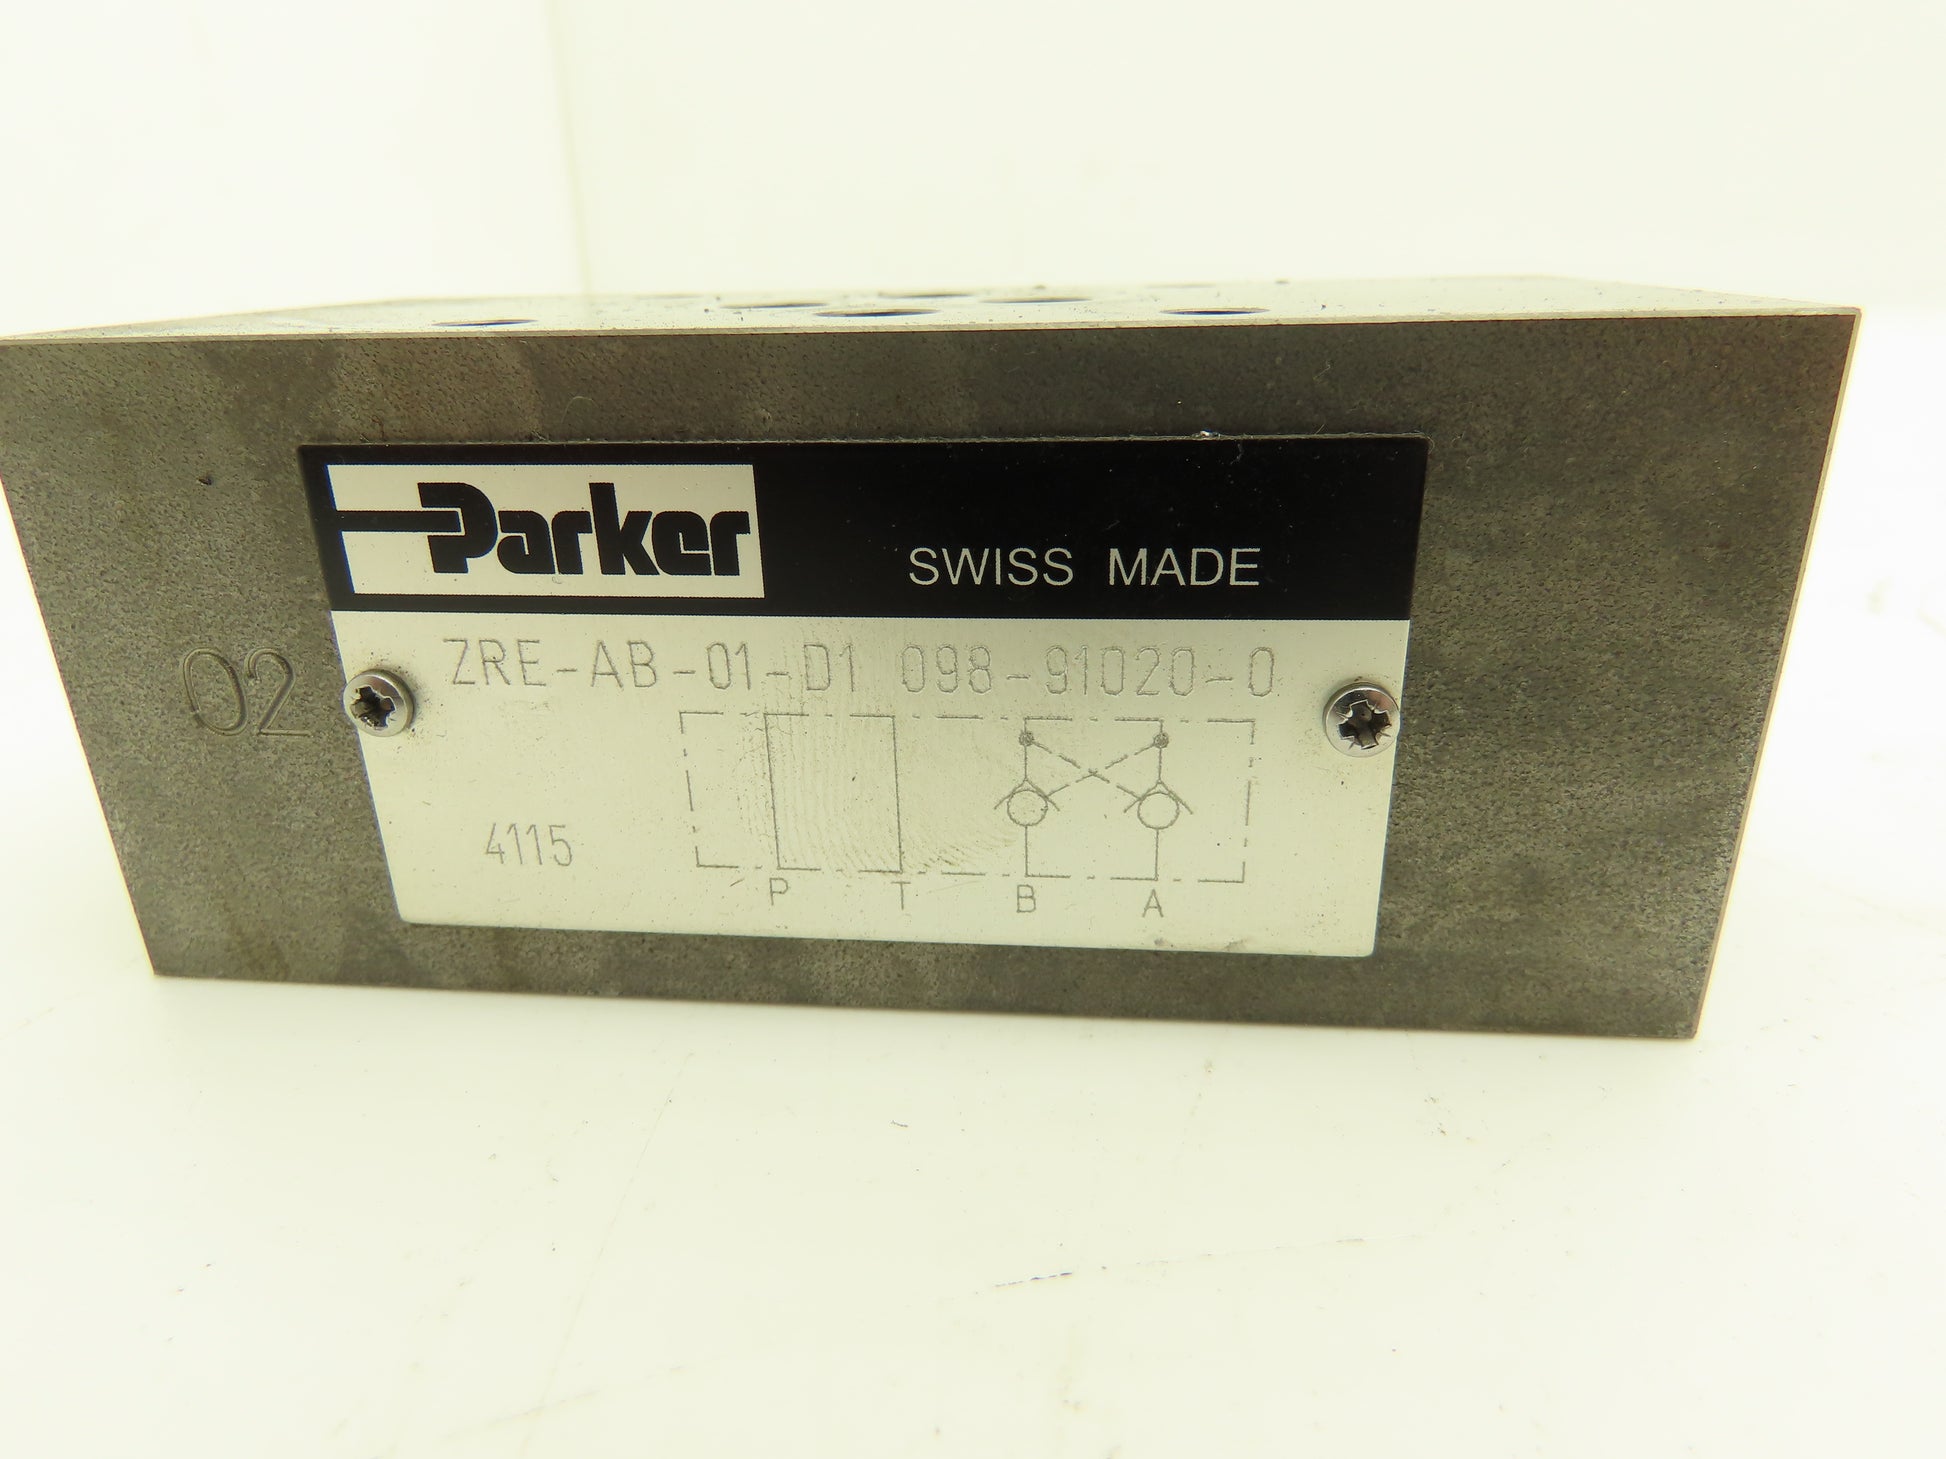 Parker
SWISS MADE
ZRE-AB-01-D1 098-91020-0
02
4115
P T B A